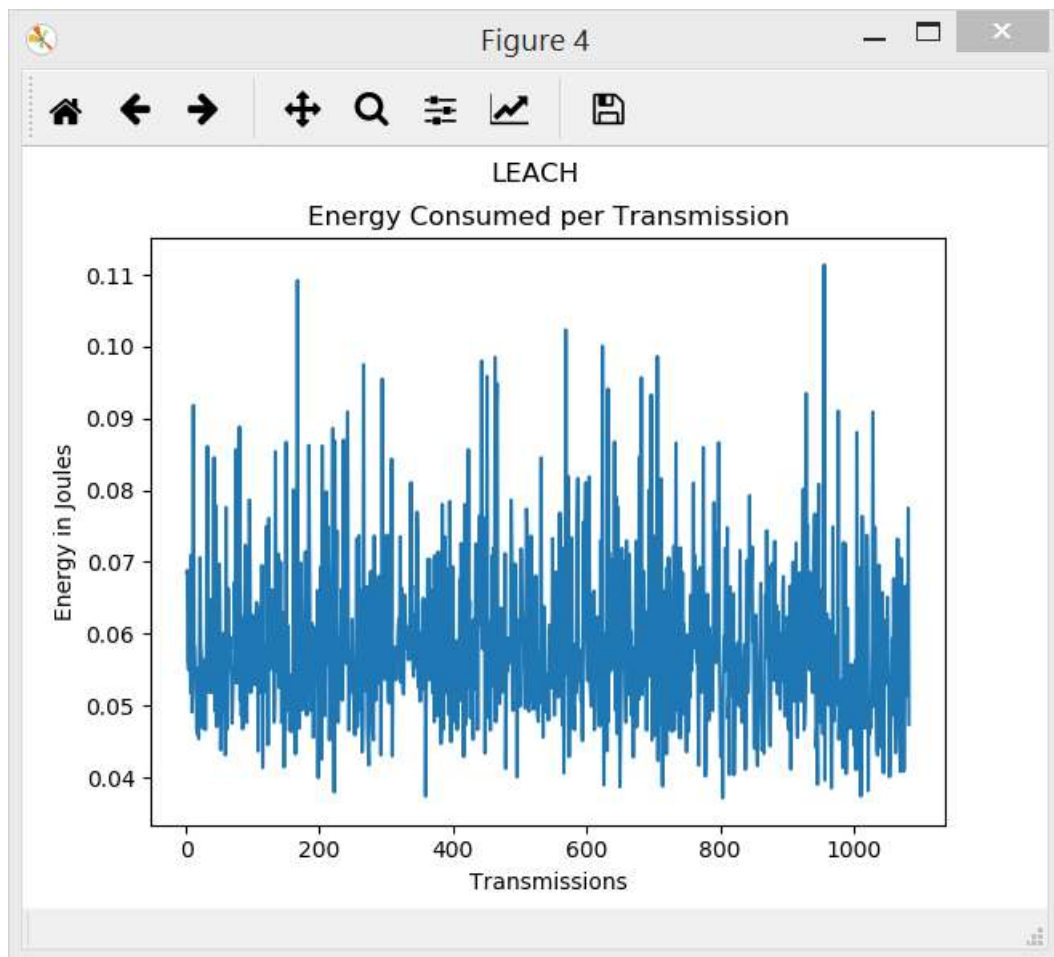 Figure 4
LEACH
Energy Consumed per Transmission
0.11
0.10
0.09
0.08
0.07
0.06
0.05
0.04
Energy in Joules
0 200 400 600 800 1000
Transmissions